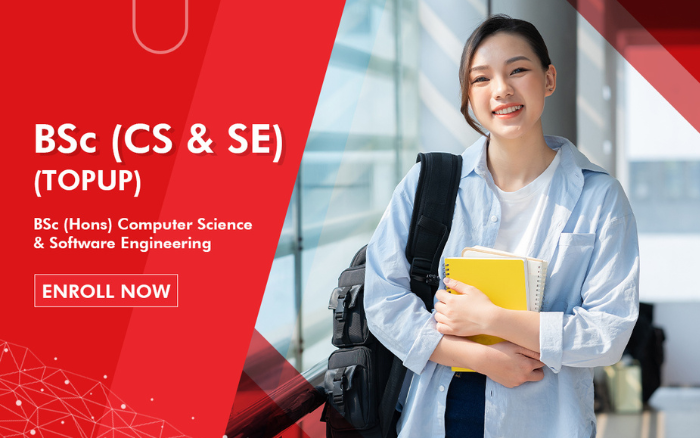 BSc (CS & SE)
(TOPUP)
BSc (Hons) Computer Science
& Software Engineering
ENROLL NOW